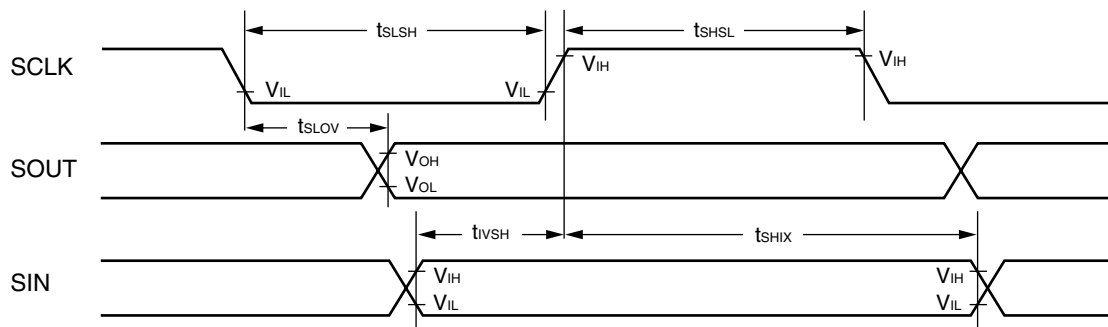 tSLSH tSHSL
SCLK VIL VIL VIH VIH
tSLOV
SOUT VOH
VOL
tIVSH tSHIX
SIN VIH VIH
VIL VIL